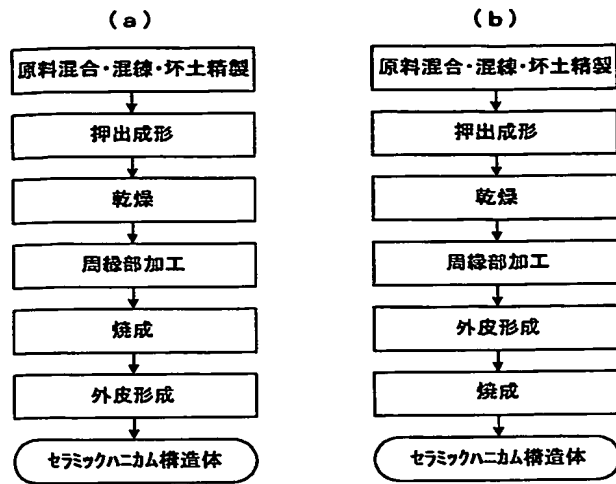 (a)
原料混合・混練・坏土精製
押出成形
乾燥
周縁部加工
焼成
外皮形成
セラミックハニカム構造体
(b)
原料混合・混練・坏土精製
押出成形
乾燥
周縁部加工
外皮形成
焼成
セラミックハニカム構造体